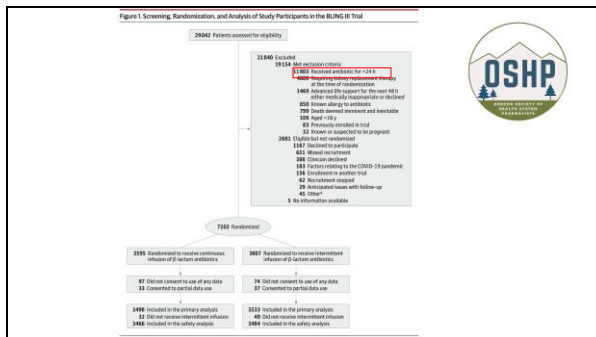 Figure 1. Screening, Randomization, and Analysis of Study Participants in the BLING III Trial
29042 Patients assessed for eligibility
21840 Excluded
19154 Met exclusion criteria
11803 Received antibiotic for >24 h
Requiring kidney replacement therapy
at the time of randomization
1469 Advanced life support for the next 48 h
either medically inappropriate or declined
850 Known allergy to antibiotic
799 Death deemed imminent and inevitable
109 Aged <18 y
83 Previously enrolled in trial
32 Known or suspected to be pregnant
2681 Eligible but not randomized
1167 Declined to participate
651 Missed recruitment
388 Clinician declined
183 Factors relating to the COVID-19 pandemic
156 Enrollment in another trial
62 Recruitment stopped
29 Anticipated issues with follow-up
45 Other
5 No information available
7202 Randomized
3595 Randomized to receive continuous
infusion of β-lactam antibiotics
3607 Randomized to receive intermittent
infusion of β-lactam antibiotics
97 Did not consent to use of any data
33 Consented to partial data use
74 Did not consent to use of any data
37 Consented to partial data use
3498 Included in the primary analysis
32 Did not receive intermittent infusion
3466 Included in the safety analysis
3533 Included in the primary analysis
49 Did not receive intermittent infusion
3484 Included in the safety analysis
OSHP
OREGON SOCIETY OF
HEALTH-SYSTEM
PHARMACISTS